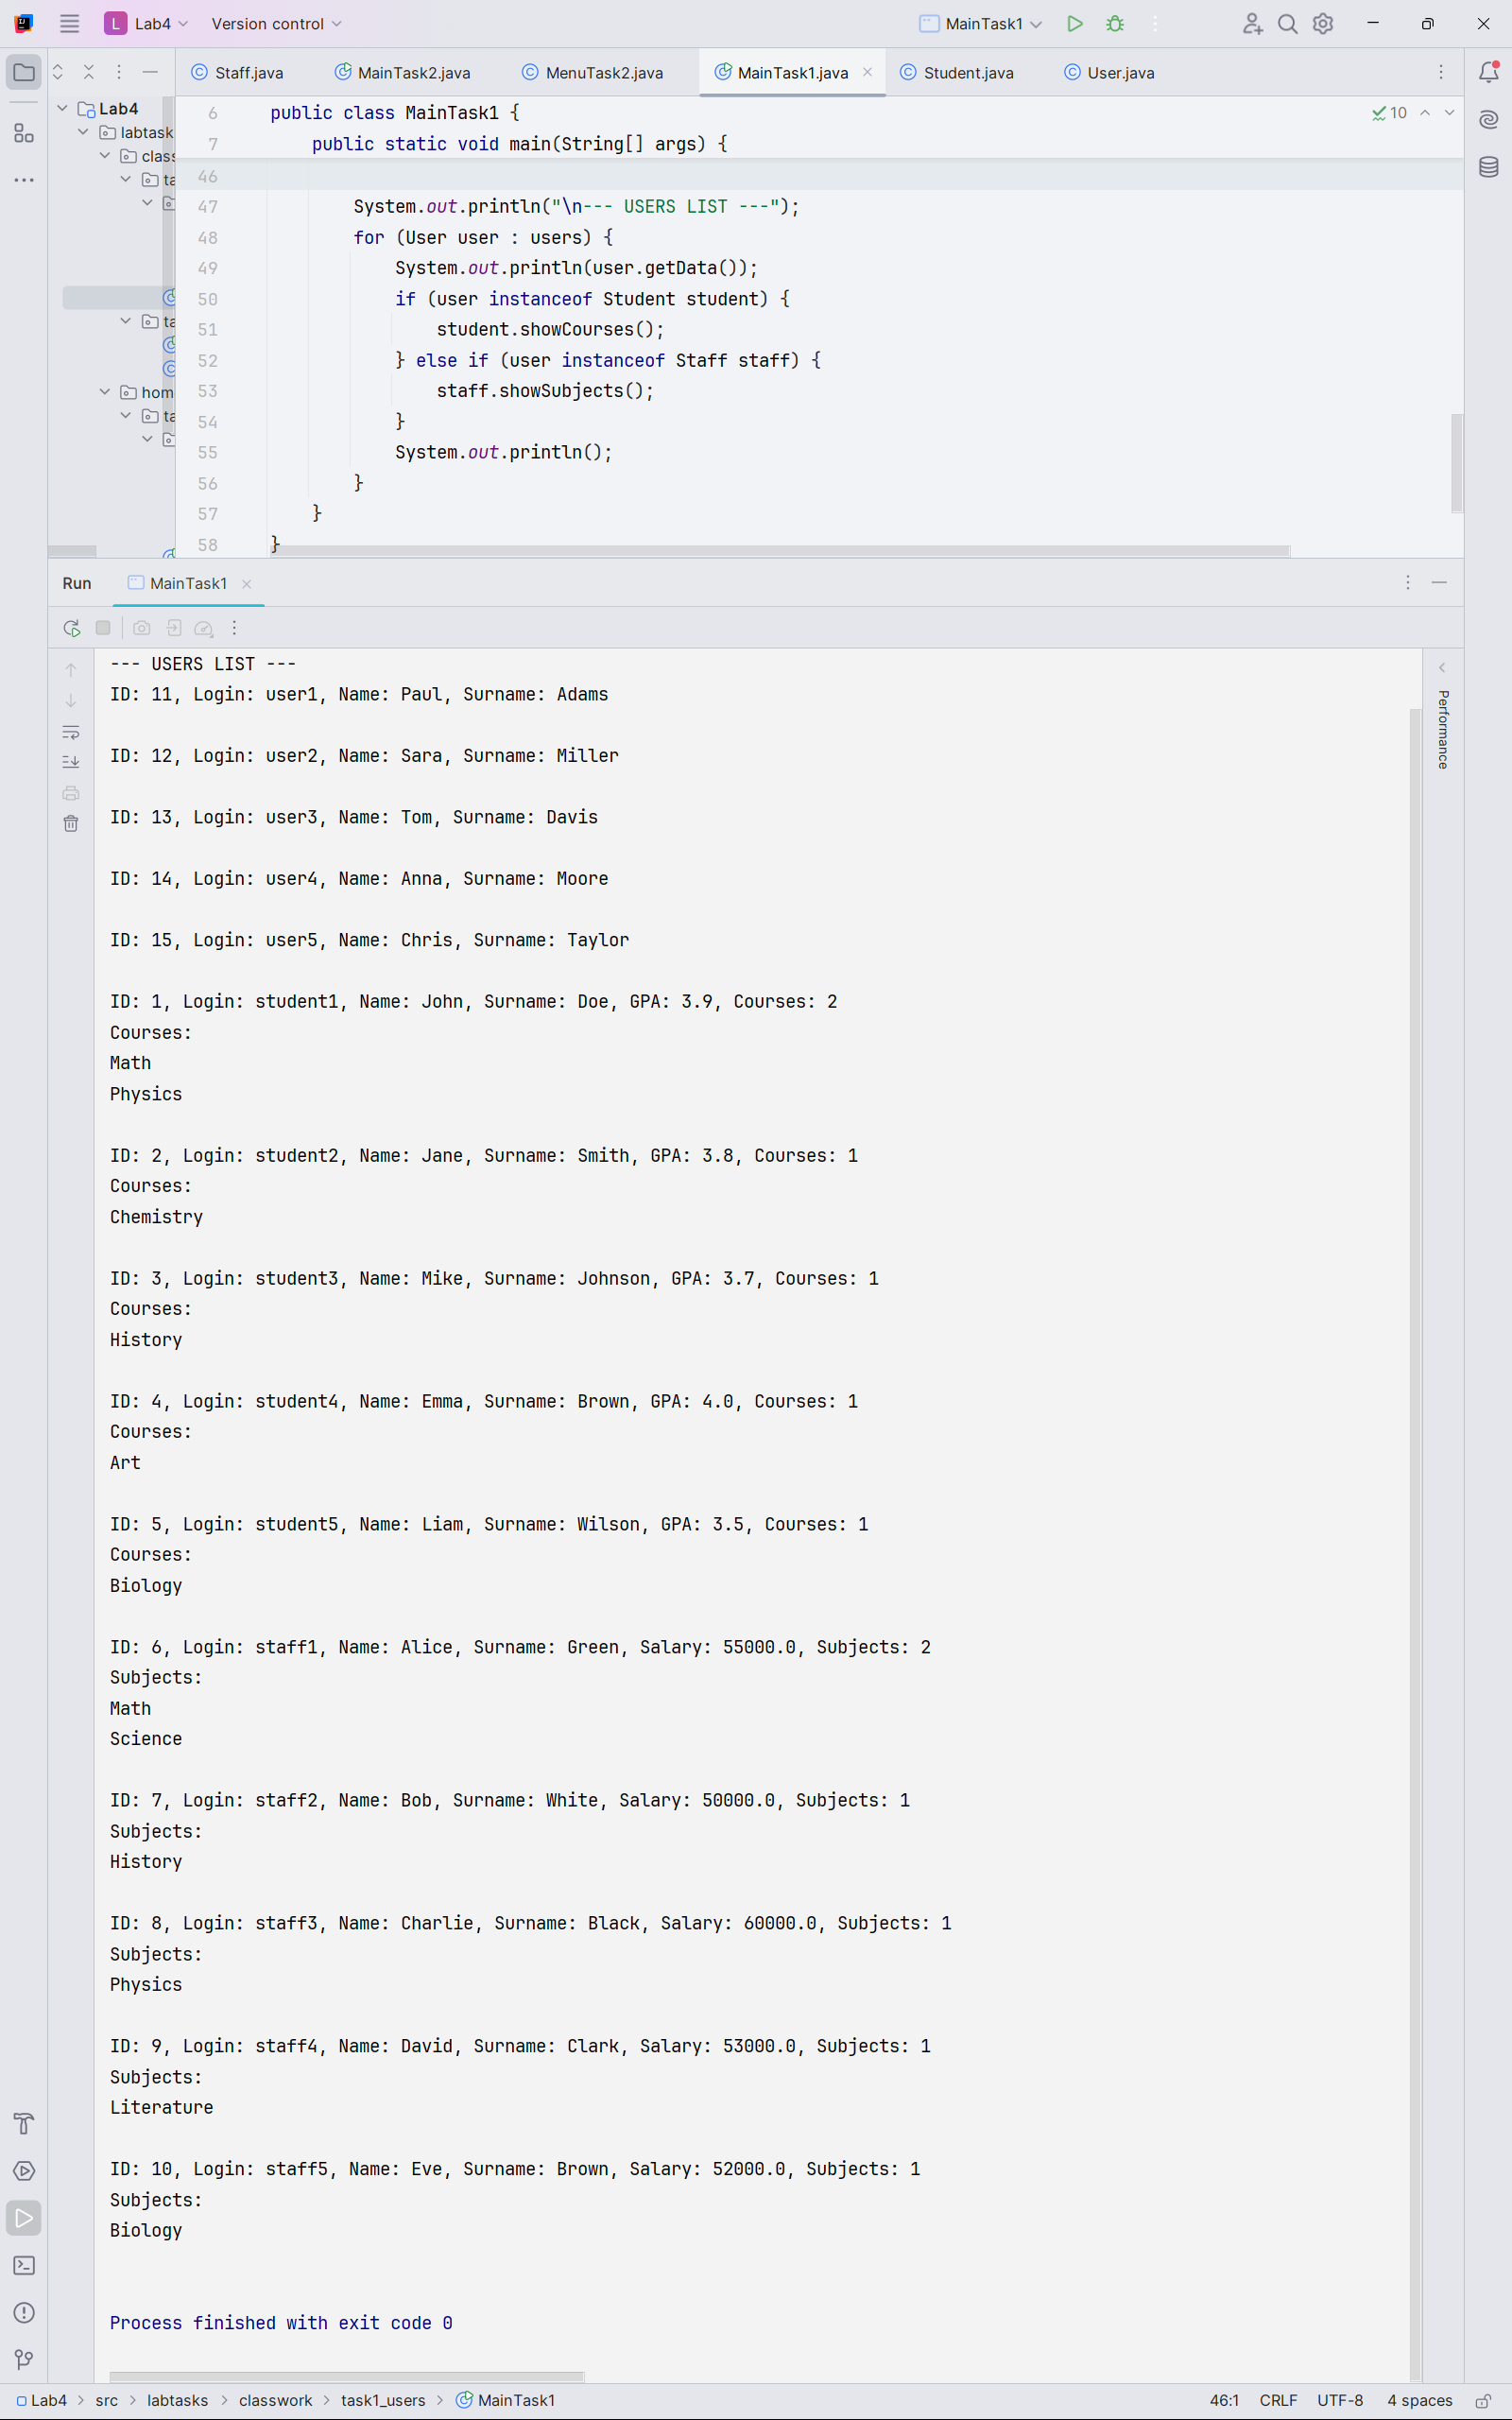 L Lab4 Version control MainTask1
Staff.java MainTask2.java MenuTask2.java MainTask1.java Student.java User.java
Lab4
labtask
clas
ta
ta
hom
ta
10
6 public class MainTask1 {
7 public static void main(String[] args) {
46
47 System.out.println("\n--- USERS LIST ---");
48 for (User user : users) {
49 System.out.println(user.getData());
50 if (user instanceof Student student) {
51 student.showCourses();
52 } else if (user instanceof Staff staff) {
53 staff.showSubjects();
54 }
55 System.out.println();
56 }
57 }
58 }
Run MainTask1
Performance
--- USERS LIST ---
ID: 11, Login: user1, Name: Paul, Surname: Adams
ID: 12, Login: user2, Name: Sara, Surname: Miller
ID: 13, Login: user3, Name: Tom, Surname: Davis
ID: 14, Login: user4, Name: Anna, Surname: Moore
ID: 15, Login: user5, Name: Chris, Surname: Taylor
ID: 1, Login: student1, Name: John, Surname: Doe, GPA: 3.9, Courses: 2
Courses:
Math
Physics
ID: 2, Login: student2, Name: Jane, Surname: Smith, GPA: 3.8, Courses: 1
Courses:
Chemistry
ID: 3, Login: student3, Name: Mike, Surname: Johnson, GPA: 3.7, Courses: 1
Courses:
History
ID: 4, Login: student4, Name: Emma, Surname: Brown, GPA: 4.0, Courses: 1
Courses:
Art
ID: 5, Login: student5, Name: Liam, Surname: Wilson, GPA: 3.5, Courses: 1
Courses:
Biology
ID: 6, Login: staff1, Name: Alice, Surname: Green, Salary: 55000.0, Subjects: 2
Subjects:
Math
Science
ID: 7, Login: staff2, Name: Bob, Surname: White, Salary: 50000.0, Subjects: 1
Subjects:
History
ID: 8, Login: staff3, Name: Charlie, Surname: Black, Salary: 60000.0, Subjects: 1
Subjects:
Physics
ID: 9, Login: staff4, Name: David, Surname: Clark, Salary: 53000.0, Subjects: 1
Subjects:
Literature
ID: 10, Login: staff5, Name: Eve, Surname: Brown, Salary: 52000.0, Subjects: 1
Subjects:
Biology
Process finished with exit code 0
Lab4 > src > labtasks > classwork > task1_users > MainTask1 46:1 CRLF UTF-8 4 spaces